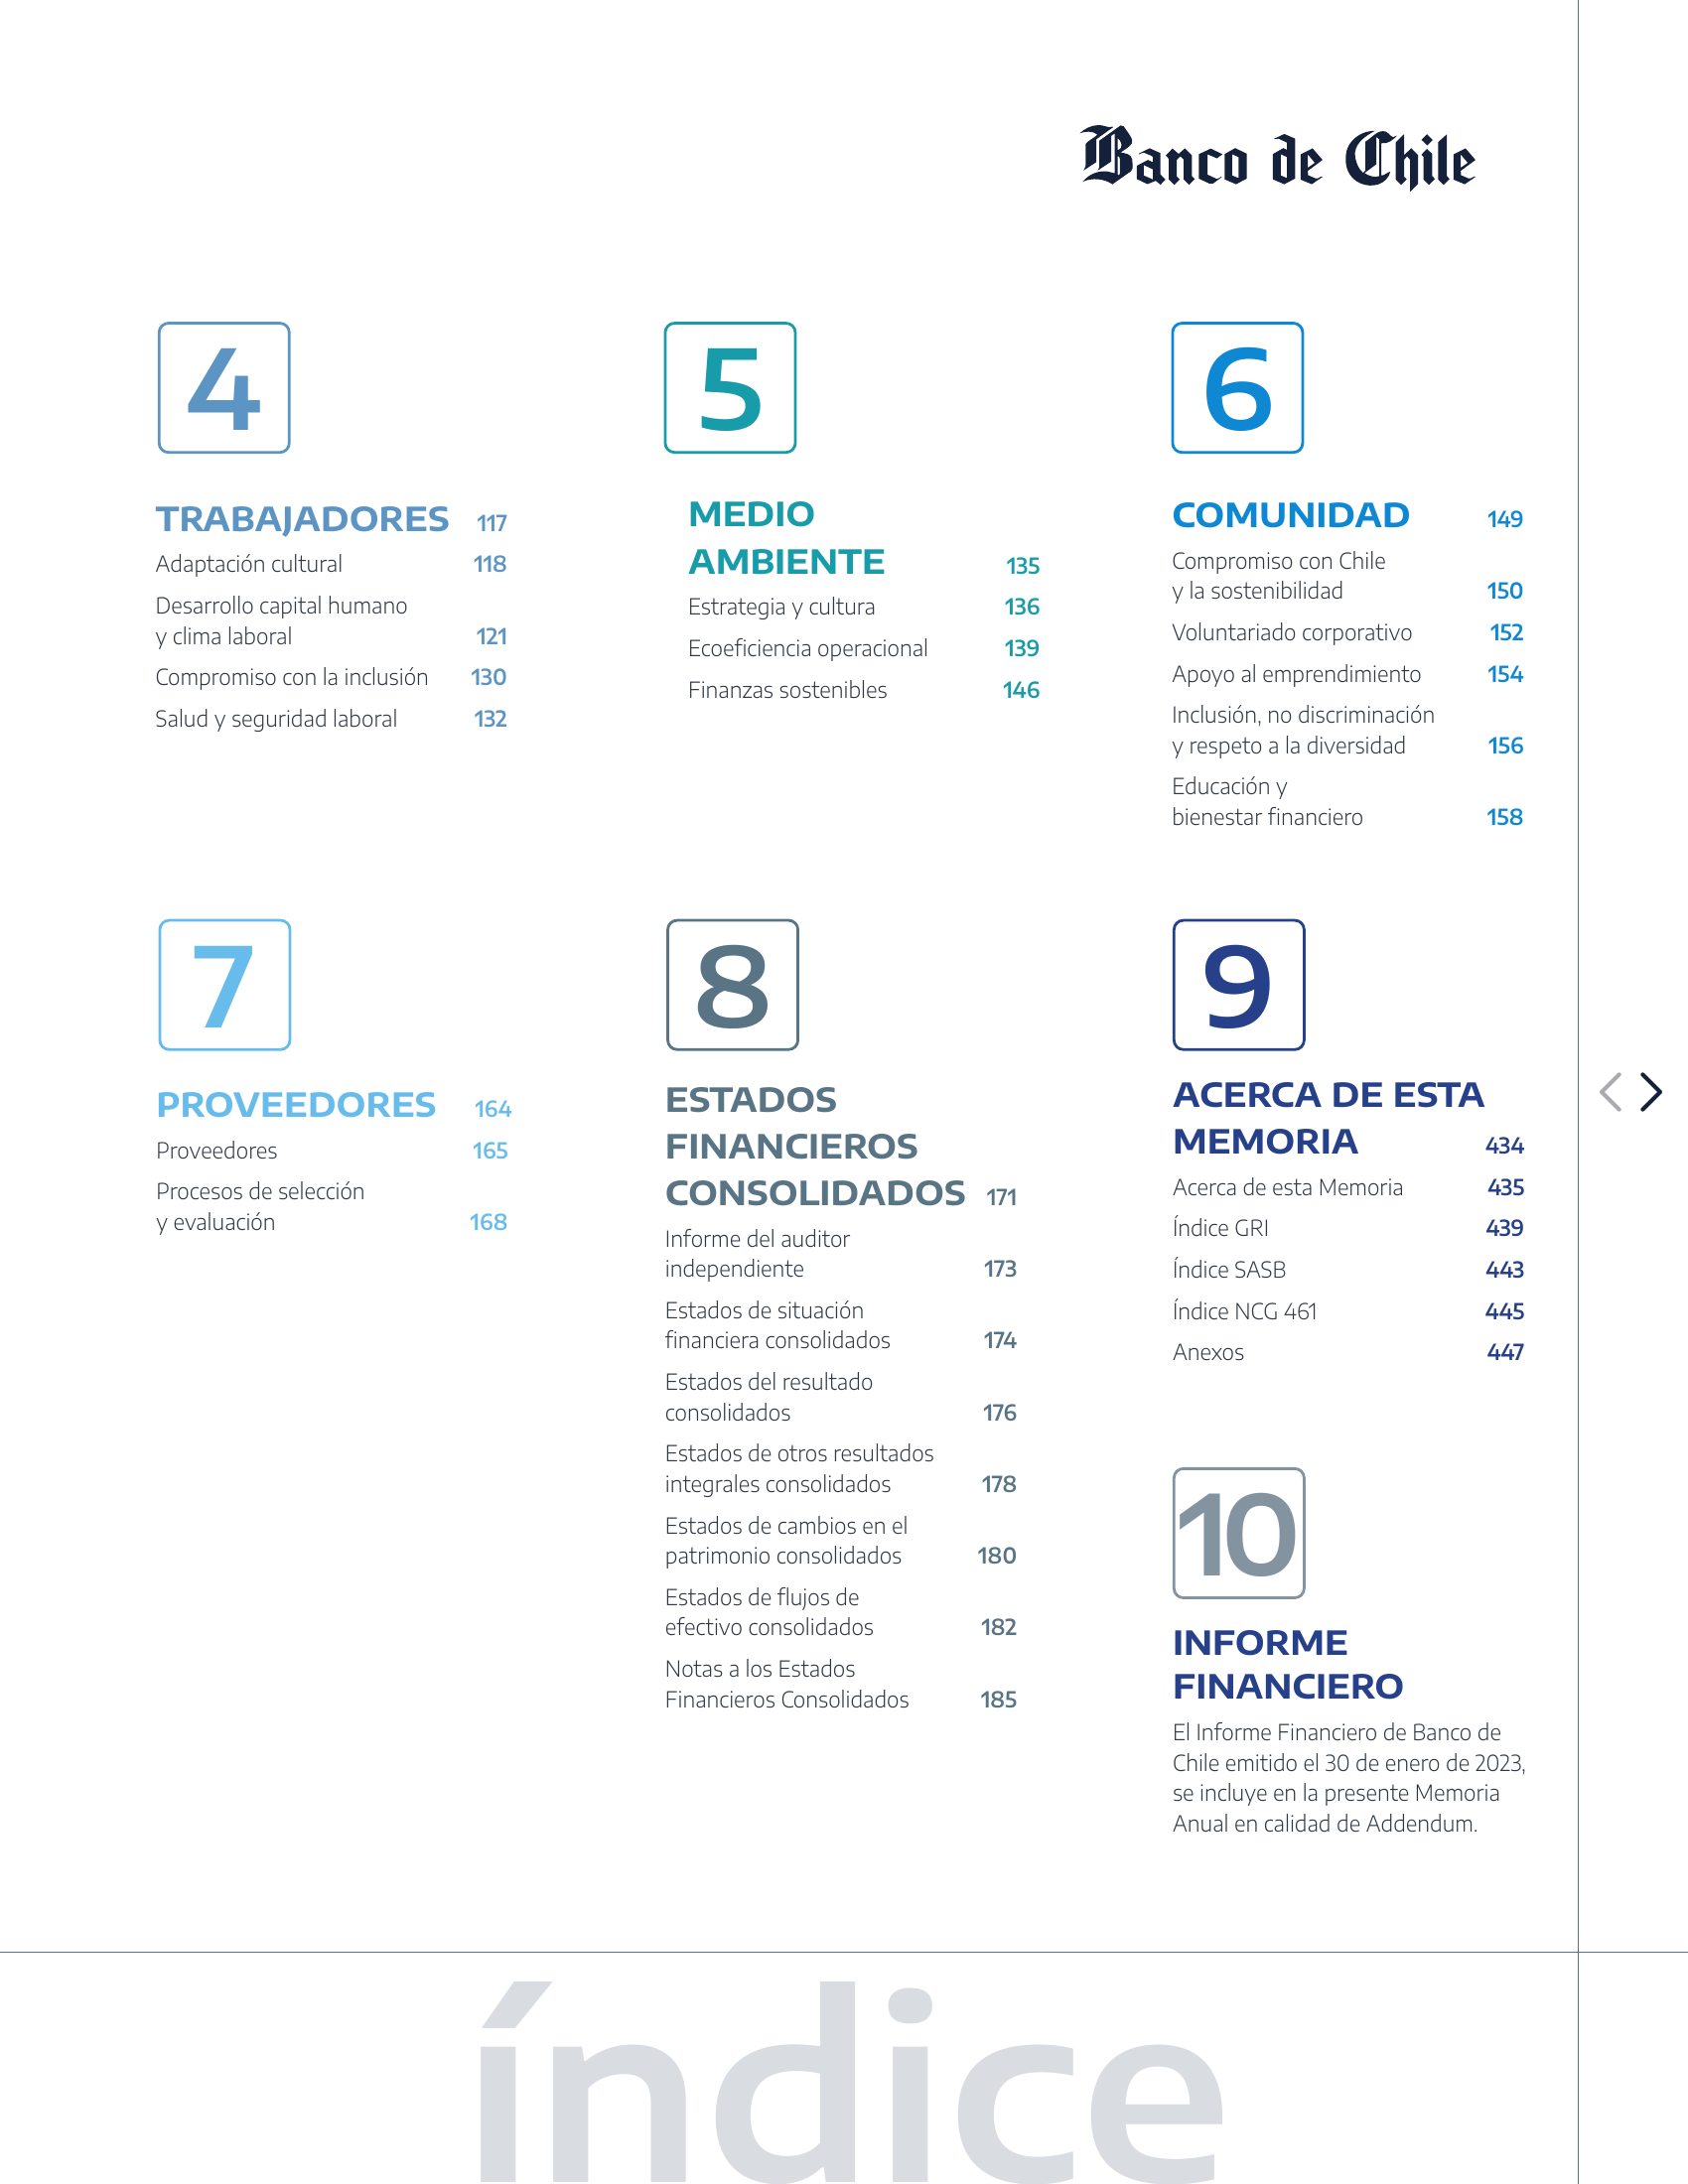 Banco de Chile
4
TRABAJADORES 117
Adaptación cultural 118
Desarrollo capital humano
y clima laboral 121
Compromiso con la inclusión 130
Salud y seguridad laboral 132
5
MEDIO
AMBIENTE 135
Estrategia y cultura 136
Ecoeficiencia operacional 139
Finanzas sostenibles 146
6
COMUNIDAD 149
Compromiso con Chile
y la sostenibilidad 150
Voluntariado corporativo 152
Apoyo al emprendimiento 154
Inclusión, no discriminación
y respeto a la diversidad 156
Educación y
bienestar financiero 158
7
PROVEEDORES 164
Proveedores 165
Procesos de selección
y evaluación 168
8
ESTADOS
FINANCIEROS
CONSOLIDADOS 171
Informe del auditor
independiente 173
Estados de situación
financiera consolidados 174
Estados del resultado
consolidados 176
Estados de otros resultados
integrales consolidados 178
Estados de cambios en el
patrimonio consolidados 180
Estados de flujos de
efectivo consolidados 182
Notas a los Estados
Financieros Consolidados 185
9
ACERCA DE ESTA
MEMORIA 434
Acerca de esta Memoria 435
Índice GRI 439
Índice SASB 443
Índice NCG 461 445
Anexos 447
10
INFORME
FINANCIERO
El Informe Financiero de Banco de
Chile emitido el 30 de enero de 2023,
se incluye en la presente Memoria
Anual en calidad de Addendum.
índice